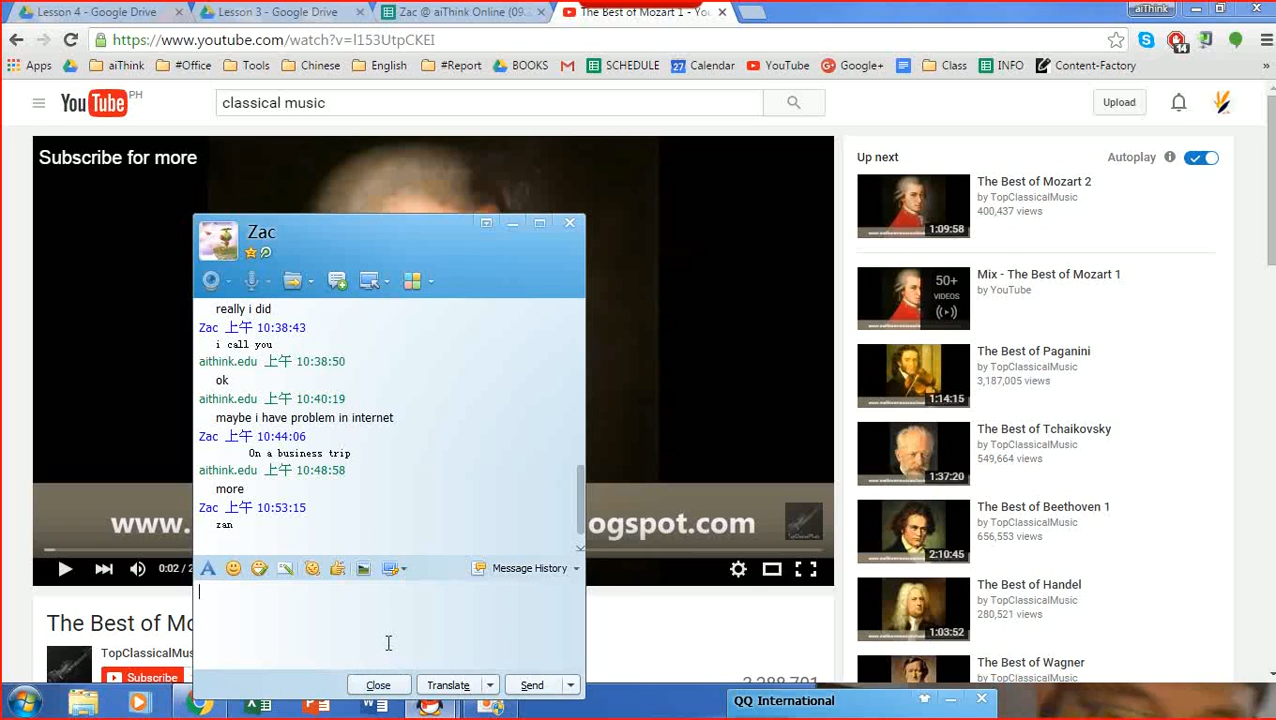 Lesson 4 - Google Drive
Lesson 3 - Google Drive
Zac @ aiThink Online (09...
The Best of Mozart 1 - Yo
aiThink
https://www.youtube.com/watch?v=l153UtpCKEI
14
Apps
aiThink
#Office
Tools
Chinese
English
Report
BOOKS
SCHEDULE
27 Calendar
YouTube
Google+
Class
INFO
Content-Factory
»
YouTube PH
classical music
Upload
Subscribe for more
Zac
really i did
Zac 上午 10:38:43
i call you
aithink.edu 上午 10:38:50
ok
aithink.edu 上午 10:40:19
maybe i have problem in internet
Zac 上午 10:44:06
On a business trip
aithink.edu 上午 10:48:58
more
Zac 上午 10:53:15
zan
Message History
Close
Translate
Send
www.
ogspot.com
0:02 / 2
The Best of Mo
TopClassicalMusic
Subscribe
Up next
Autoplay
The Best of Mozart 2
by TopClassicalMusic
400,437 views
1:09:58
Mix - The Best of Mozart 1
by YouTube
50+
VIDEOS
The Best of Paganini
by TopClassicalMusic
3,187,005 views
1:14:15
The Best of Tchaikovsky
by TopClassicalMusic
549,664 views
1:37:20
The Best of Beethoven 1
by TopClassicalMusic
656,553 views
2:10:45
The Best of Handel
by TopClassicalMusic
280,521 views
1:03:52
The Best of Wagner
by TopClassicalMusic
QQ International